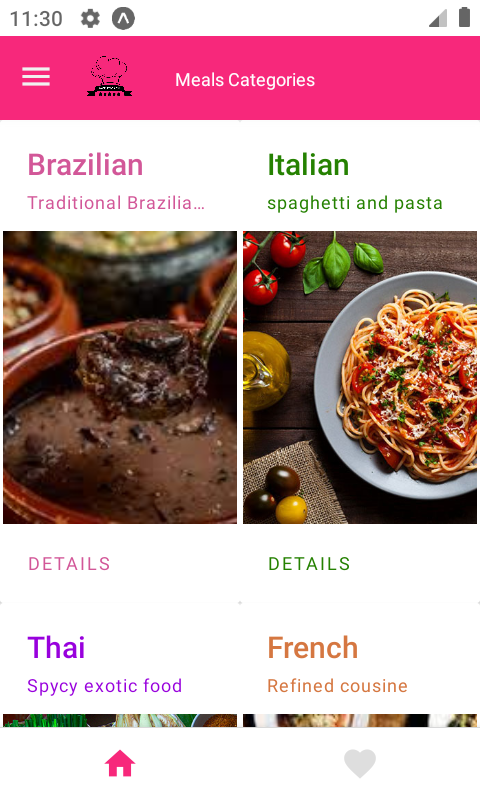 11:30
Meals Categories
Brazilian
Traditional Brazilia…
Italian
spaghetti and pasta
DETAILS
DETAILS
Thai
Spycy exotic food
French
Refined cousine